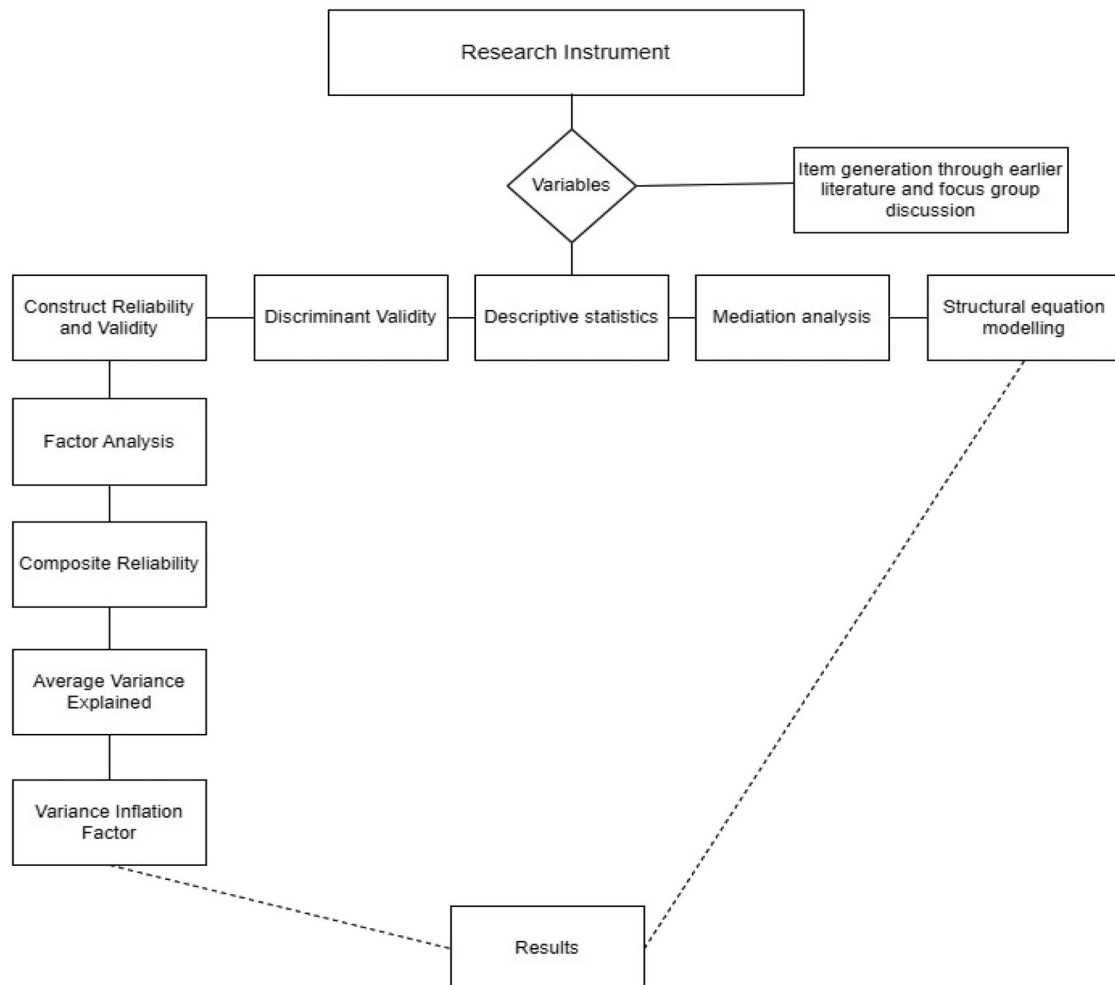 Research Instrument
Variables
Item generation through earlier
literature and focus group
discussion
Construct Reliability
and Validity
Discriminant Validity
Descriptive statistics
Mediation analysis
Structural equation
modelling
Factor Analysis
Composite Reliability
Average Variance
Explained
Variance Inflation
Factor
Results